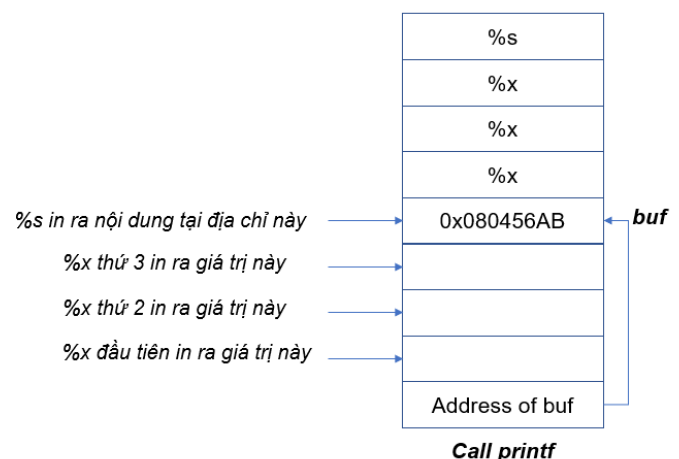 %s
%x
%x
%x
%s in ra nội dung tại địa chỉ này
0x080456AB
buf
%x thứ 3 in ra giá trị này
%x thứ 2 in ra giá trị này
%x đầu tiên in ra giá trị này
Address of buf
Call printf